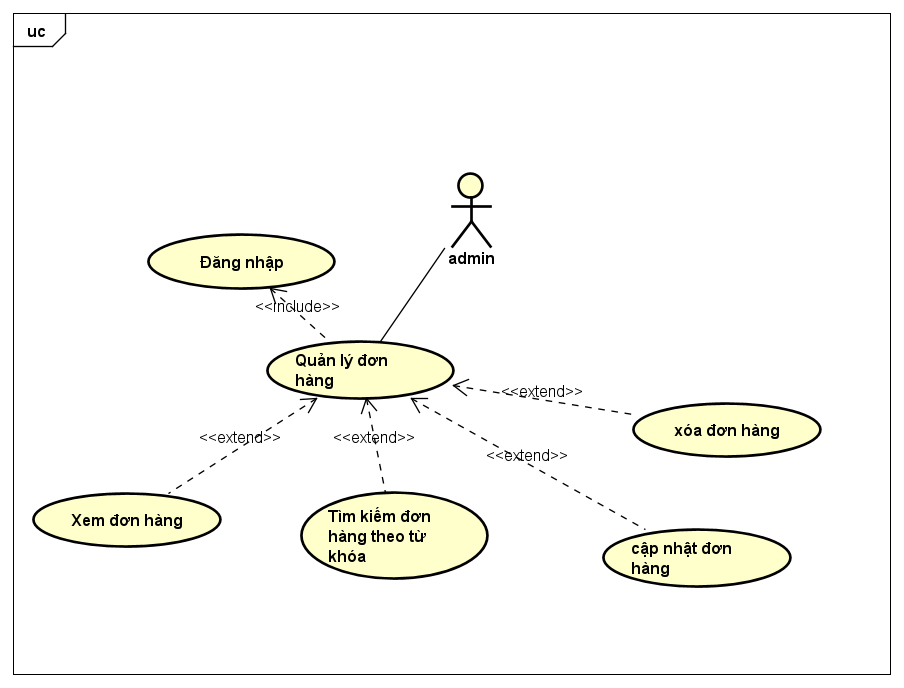 uc
admin
Đăng nhập
<<include>>
Quản lý đơn
hàng
<<extend>>
xóa đơn hàng
<<extend>>
<<extend>>
<<extend>>
Xem đơn hàng
Tìm kiếm đơn
hàng theo từ
khóa
cập nhật đơn
hàng